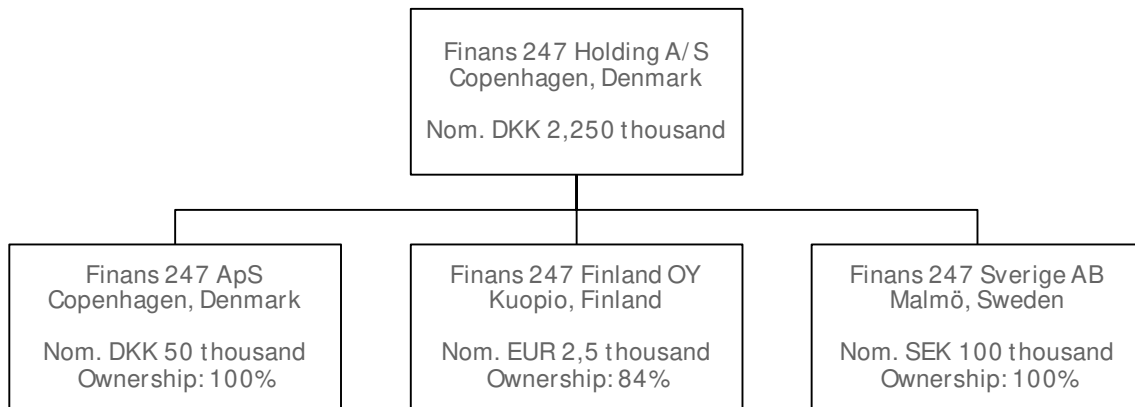 Finans 247 Holding A/S
Copenhagen, Denmark
Nom. DKK 2,250 thousand
Finans 247 ApS
Copenhagen, Denmark
Nom. DKK 50 thousand
Ownership: 100%
Finans 247 Finland OY
Kuopio, Finland
Nom. EUR 2,5 thousand
Ownership: 84%
Finans 247 Sverige AB
Malmö, Sweden
Nom. SEK 100 thousand
Ownership: 100%